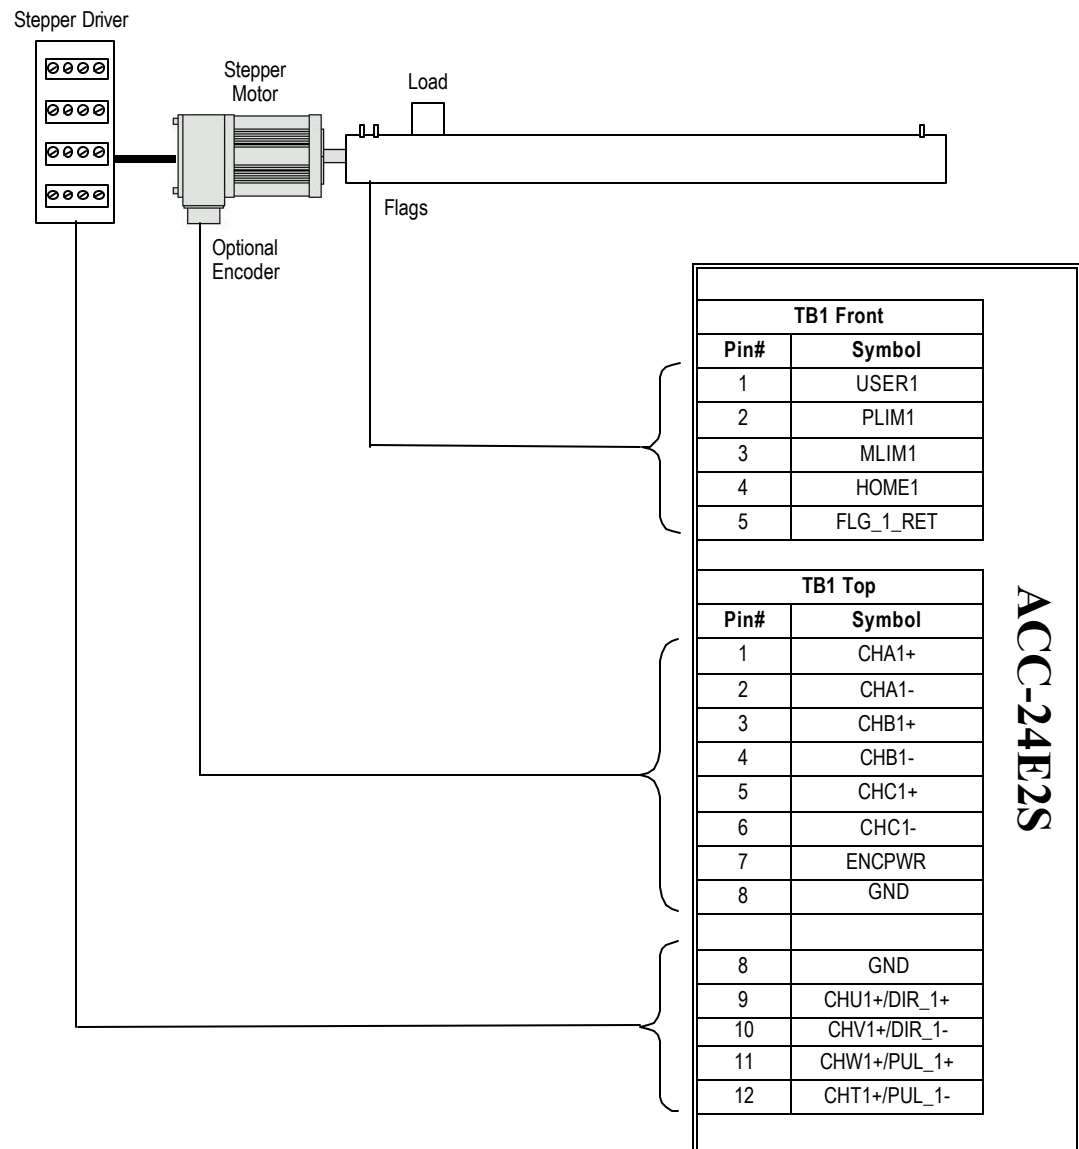 Stepper Driver
Stepper
Motor
Load
Flags
Optional
Encoder
TB1 Front
Pin# Symbol
1 USER1
2 PLIM1
3 MLIM1
4 HOME1
5 FLG_1_RET
TB1 Top
Pin# Symbol
1 CHA1+
2 CHA1-
3 CHB1+
4 CHB1-
5 CHC1+
6 CHC1-
7 ENCPWR
8 GND
8 GND
9 CHU1+/DIR_1+
10 CHV1+/DIR_1-
11 CHW1+/PUL_1+
12 CHT1+/PUL_1-
ACC-24E2S